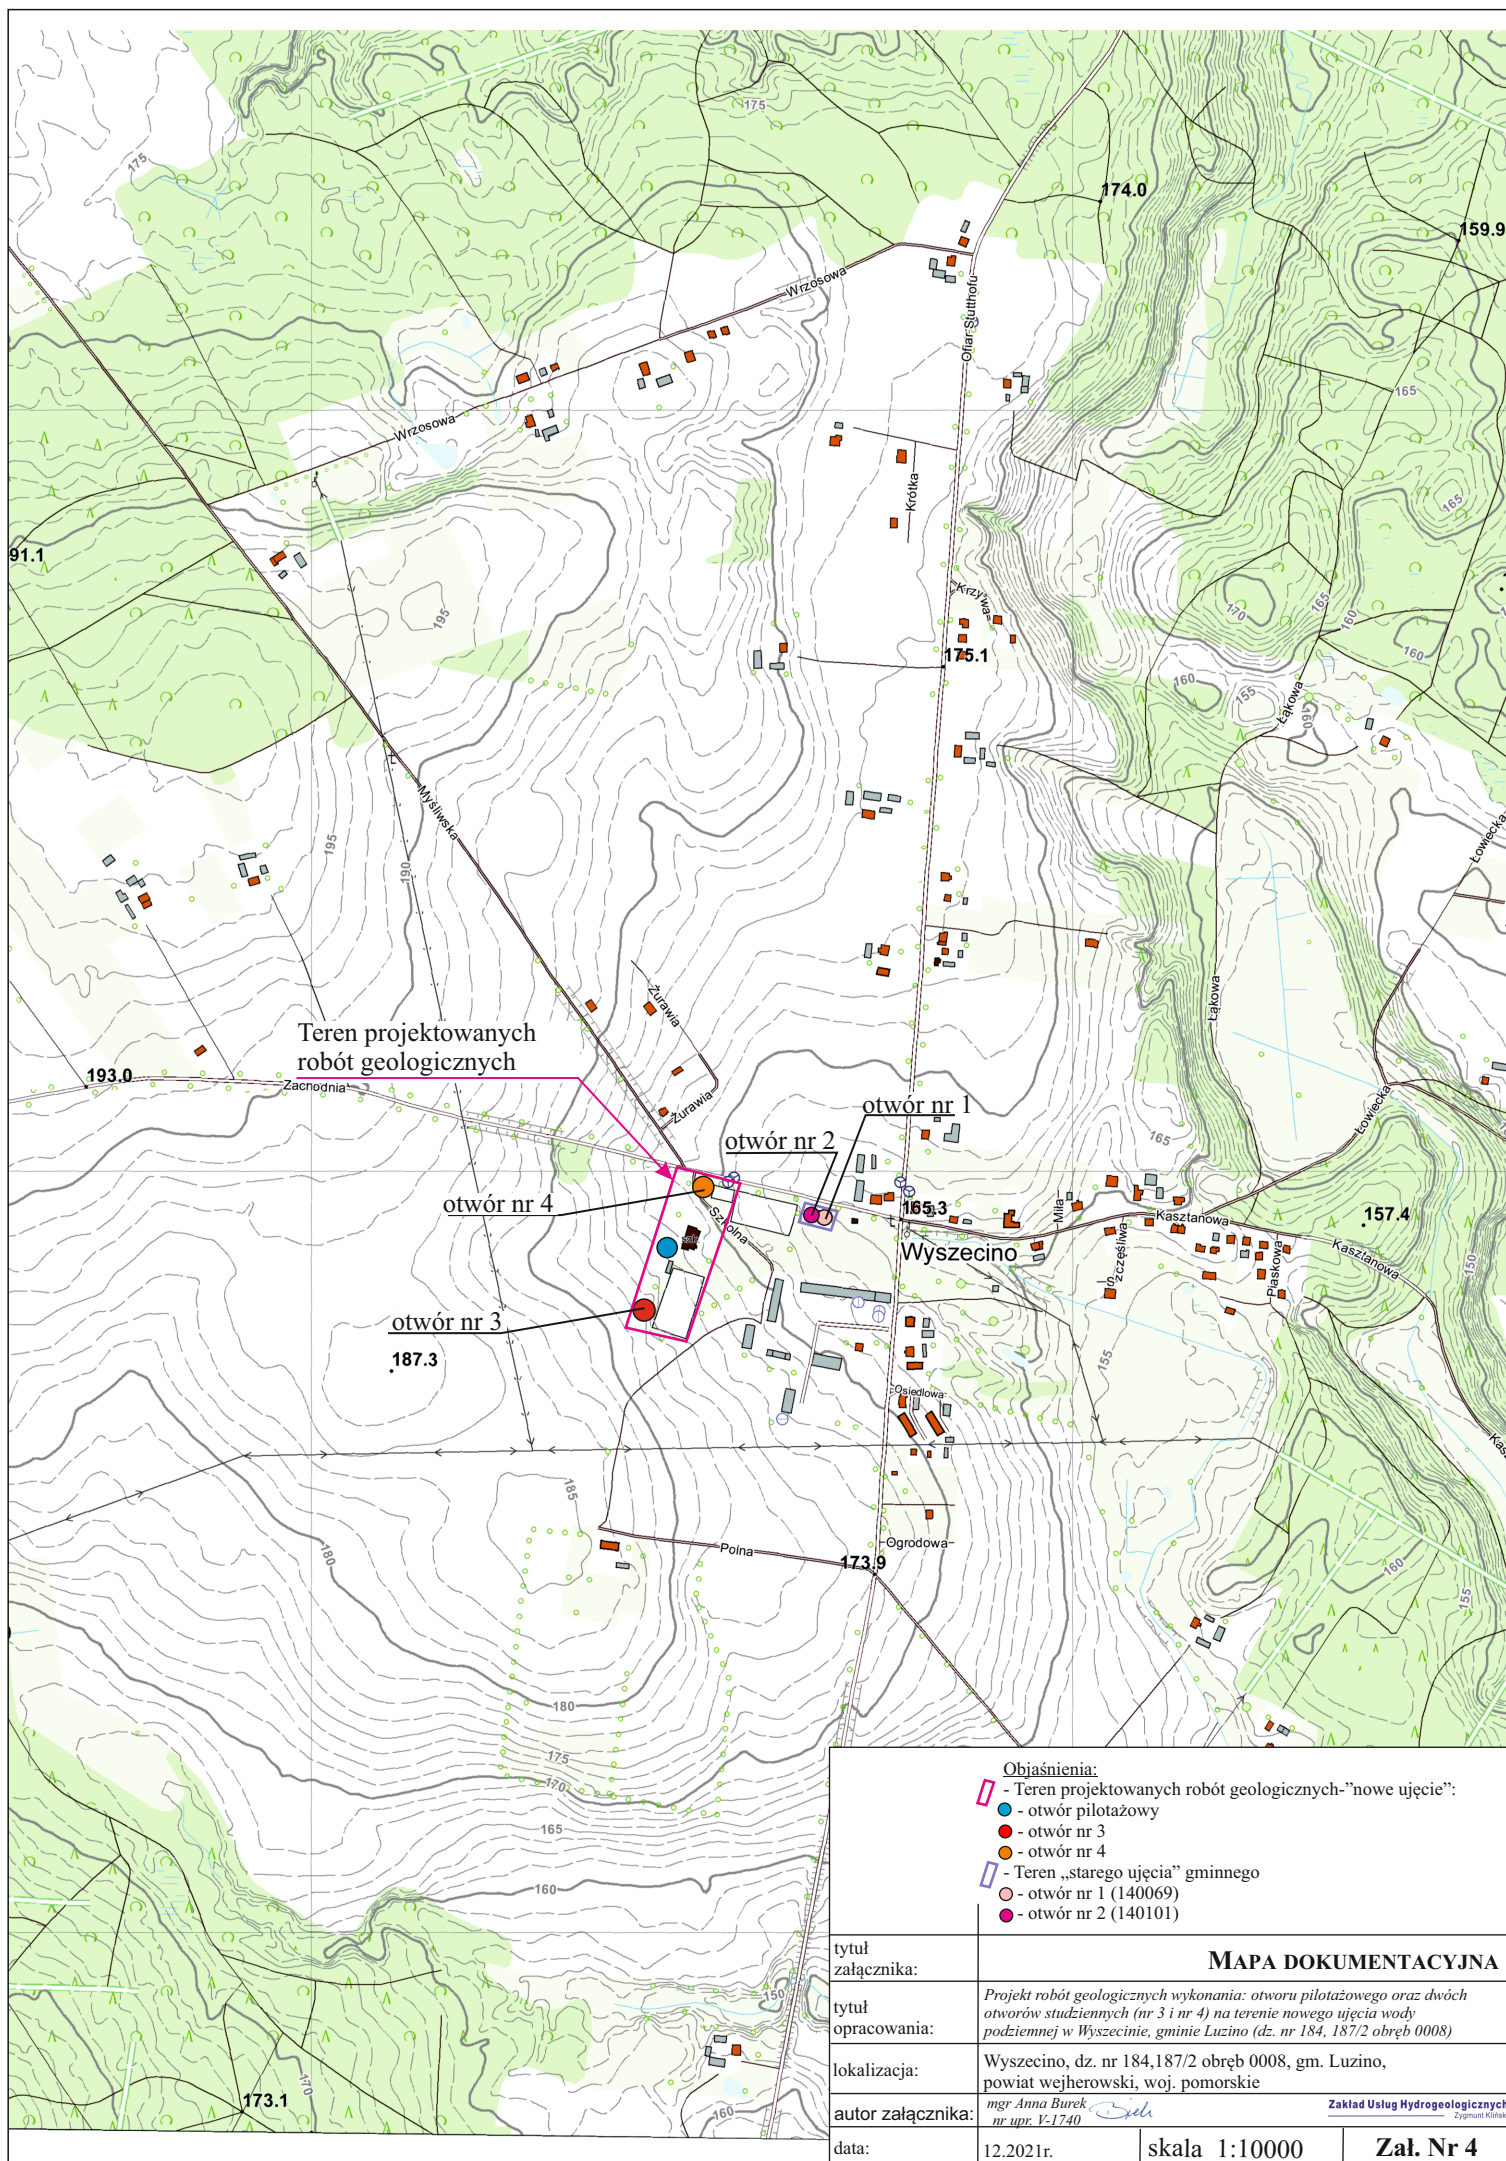 175
175
174.0
159.9
Wrzosowa
Ofiar Stutthofu
Wrzosowa
165
Krótka
165
91.1
195
Krzywa
170
165
160
175.1
160
160
155
160
Łąkowa
Myśliwska
195
190
Łowiecka
Łąkowa
Żurawia
Teren projektowanych
robót geologicznych
193.0
Zachodnia
Żurawia
otwór nr 1
Łowiecka
165
otwór nr 2
otwór nr 4
Szkolna
szk
165.3
Miła
Kasztanowa
157.4
Wyszecino
Szczęśliwa
Piaskowa
Kasztanowa
150
otwór nr 3
187.3
155
Osiedlowa
Kasz
185
180
Polna
Ogrodowa
173.9
160
155
180
175
170
165
160
150
170
173.1
160
Objaśnienia:
- Teren projektowanych robót geologicznych-”nowe ujęcie”:
- otwór pilotażowy
- otwór nr 3
- otwór nr 4
- Teren „starego ujęcia” gminnego
- otwór nr 1 (140069)
- otwór nr 2 (140101)
tytuł
załącznika:
MAPA DOKUMENTACYJNA
tytuł
opracowania:
Projekt robót geologicznych wykonania: otworu pilotażowego oraz dwóch
otworów studziennych (nr 3 i nr 4) na terenie nowego ujęcia wody
podziemnej w Wyszecinie, gminie Luzino (dz. nr 184, 187/2 obręb 0008)
lokalizacja:
Wyszecino, dz. nr 184,187/2 obręb 0008, gm. Luzino,
powiat wejherowski, woj. pomorskie
autor załącznika:
mgr Anna Burek
nr upr. V-1740
Zakład Usług Hydrogeologicznych
Zygmunt Klińsk
data:
12.2021r.
skala 1:10000
Zał. Nr 4